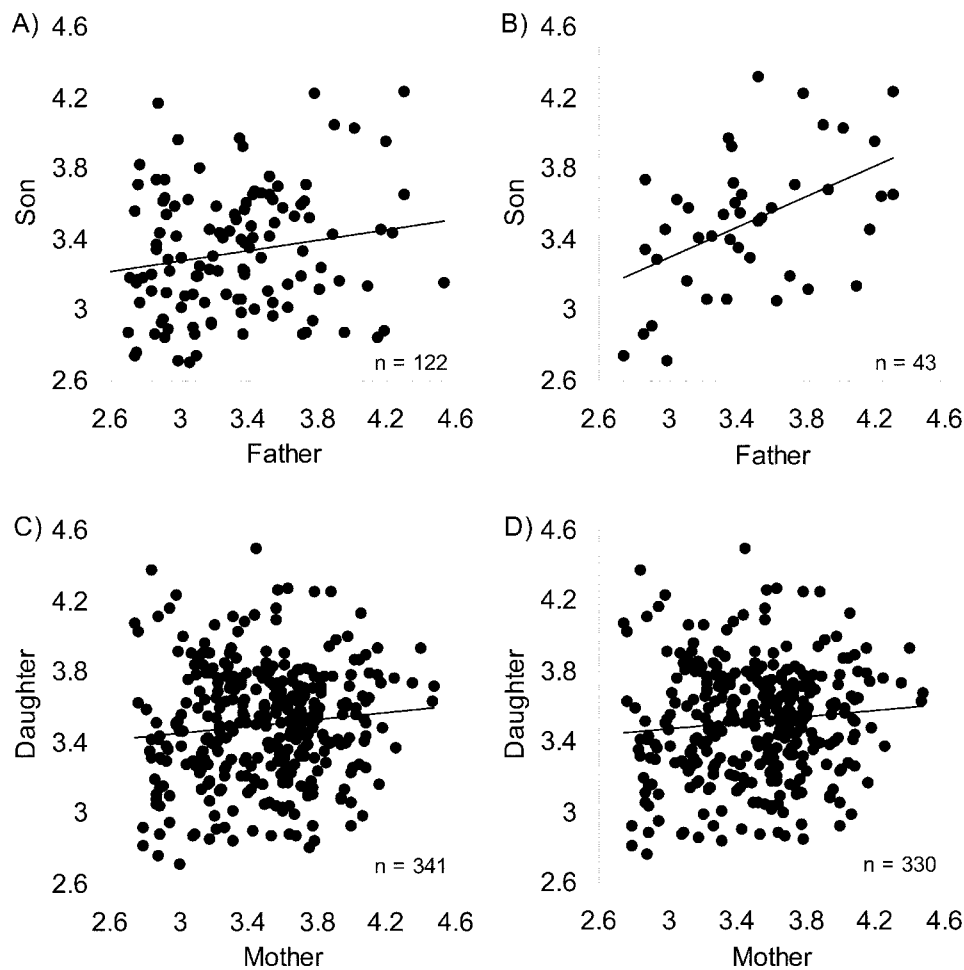 A)
4.6
4.2
3.8
3.4
3
2.6
Son
n = 122
2.6 3 3.4 3.8 4.2 4.6
Father
B)
4.6
4.2
3.8
3.4
3
2.6
Son
n = 43
2.6 3 3.4 3.8 4.2 4.6
Father
C)
4.6
4.2
3.8
3.4
3
2.6
Daughter
n = 341
2.6 3 3.4 3.8 4.2 4.6
Mother
D)
4.6
4.2
3.8
3.4
3
2.6
Daughter
n = 330
2.6 3 3.4 3.8 4.2 4.6
Mother